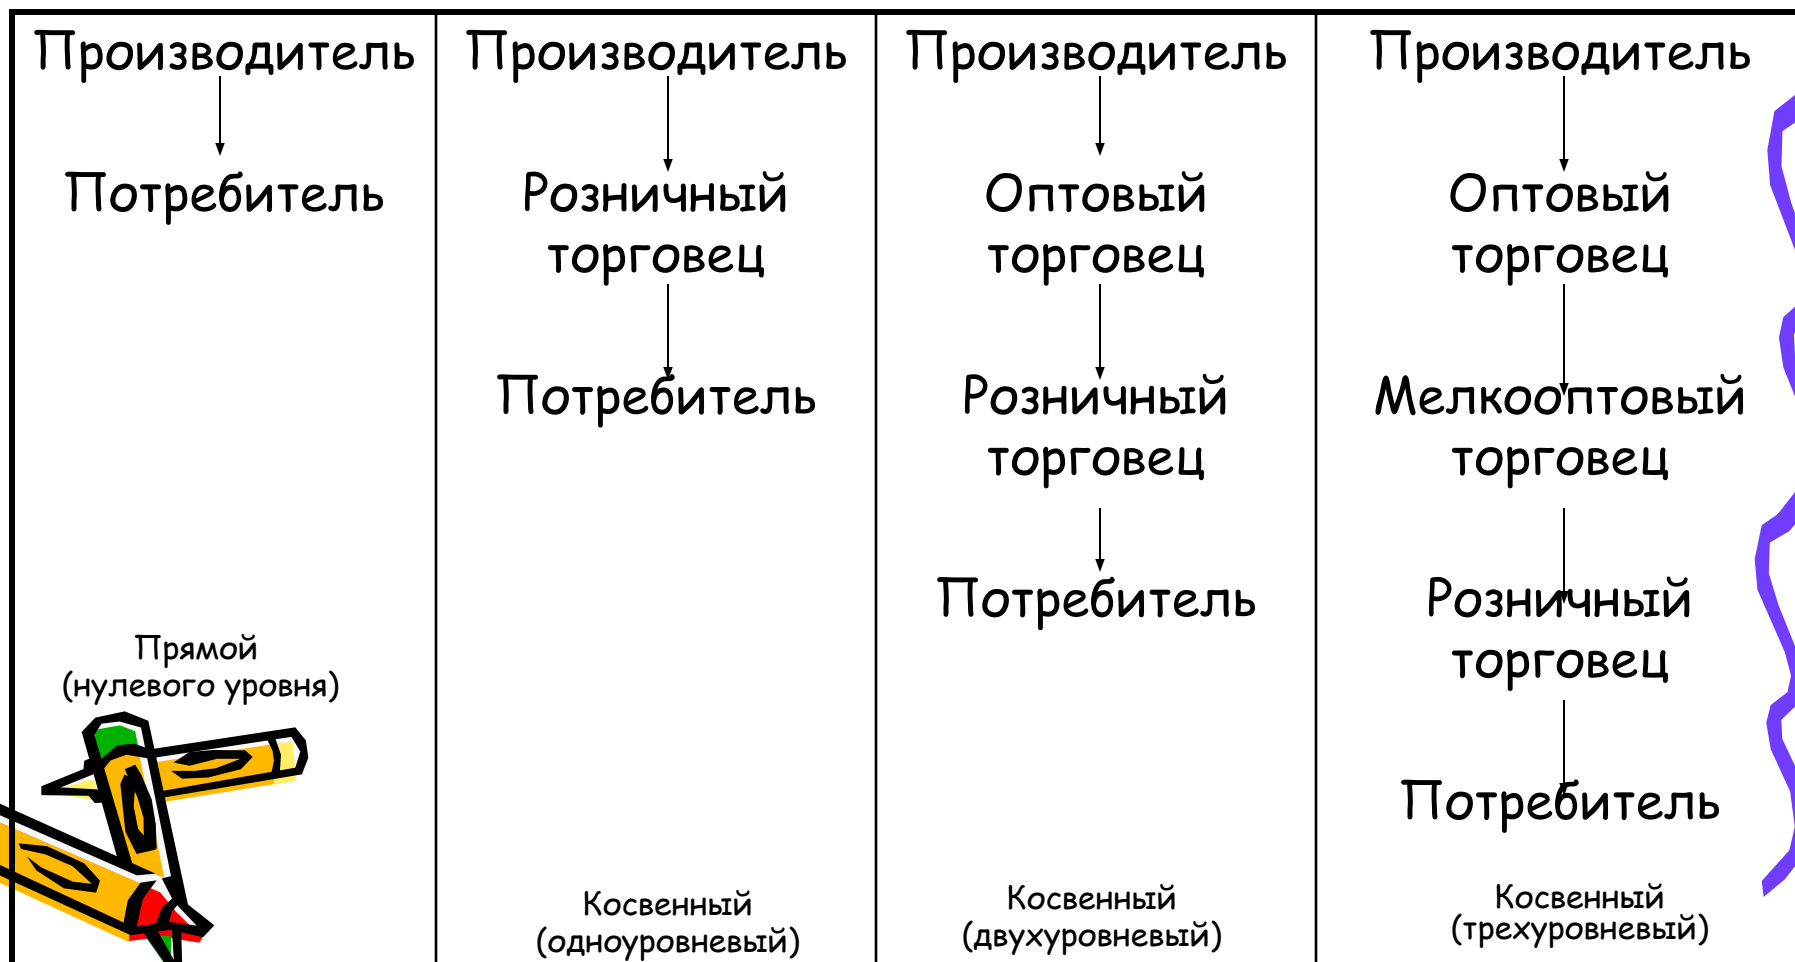 Производитель
Потребитель
Прямой
(нулевого уровня)
Производитель
Розничный
торговец
Потребитель
Косвенный
(одноуровневый)
Производитель
Оптовый
торговец
Розничный
торговец
Потребитель
Косвенный
(двухуровневый)
Производитель
Оптовый
торговец
Мелкооптовый
торговец
Розничный
торговец
Потребитель
Косвенный
(трехуровневый)